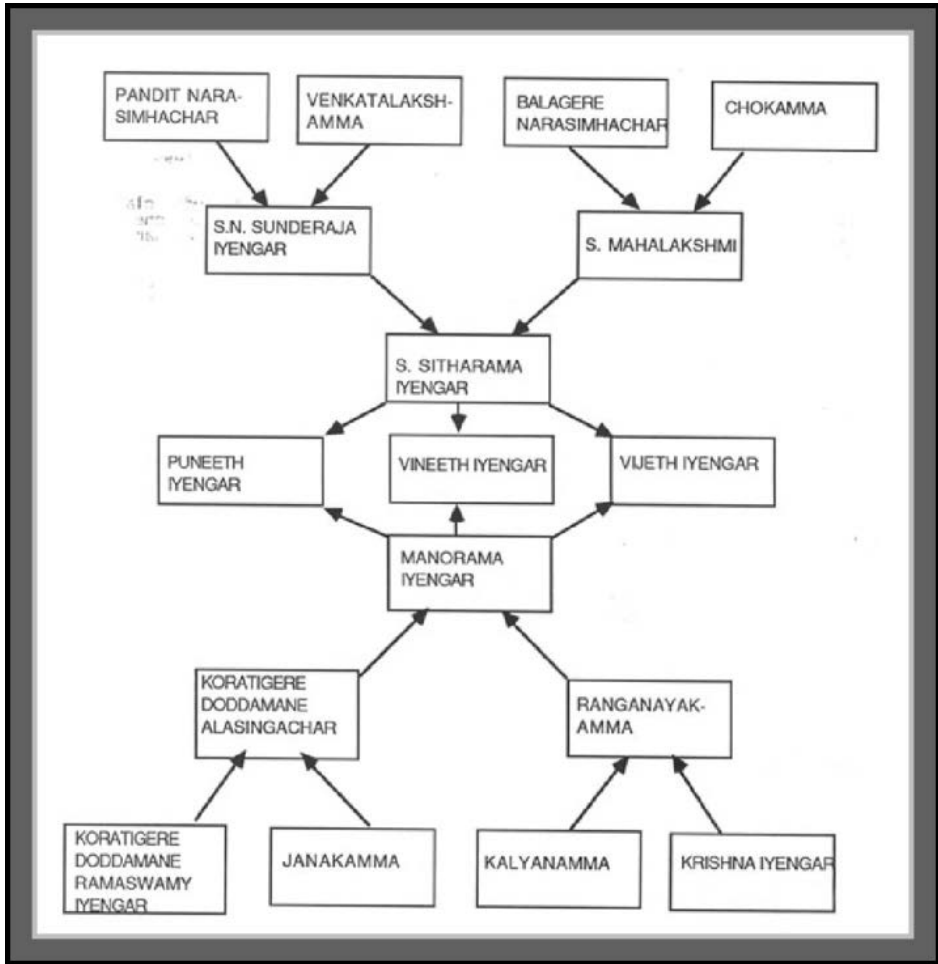 PANDIT NARA-
SIMHACHAR
VENKATALAKSH-
AMMA
BALAGERE
NARASIMHACHAR
CHOKAMMA
S.N. SUNDERAJA
IYENGAR
S. MAHALAKSHMI
S. SITHARAMA
IYENGAR
PUNEETH
IYENGAR
VINEETH IYENGAR
VIJETH IYENGAR
MANORAMA
IYENGAR
KORATIGERE
DODDAMANE
ALASINGACHAR
RANGANAYAK-
AMMA
KORATIGERE
DODDAMANE
RAMASWAMY
IYENGAR
JANAKAMMA
KALYANAMMA
KRISHNA IYENGAR